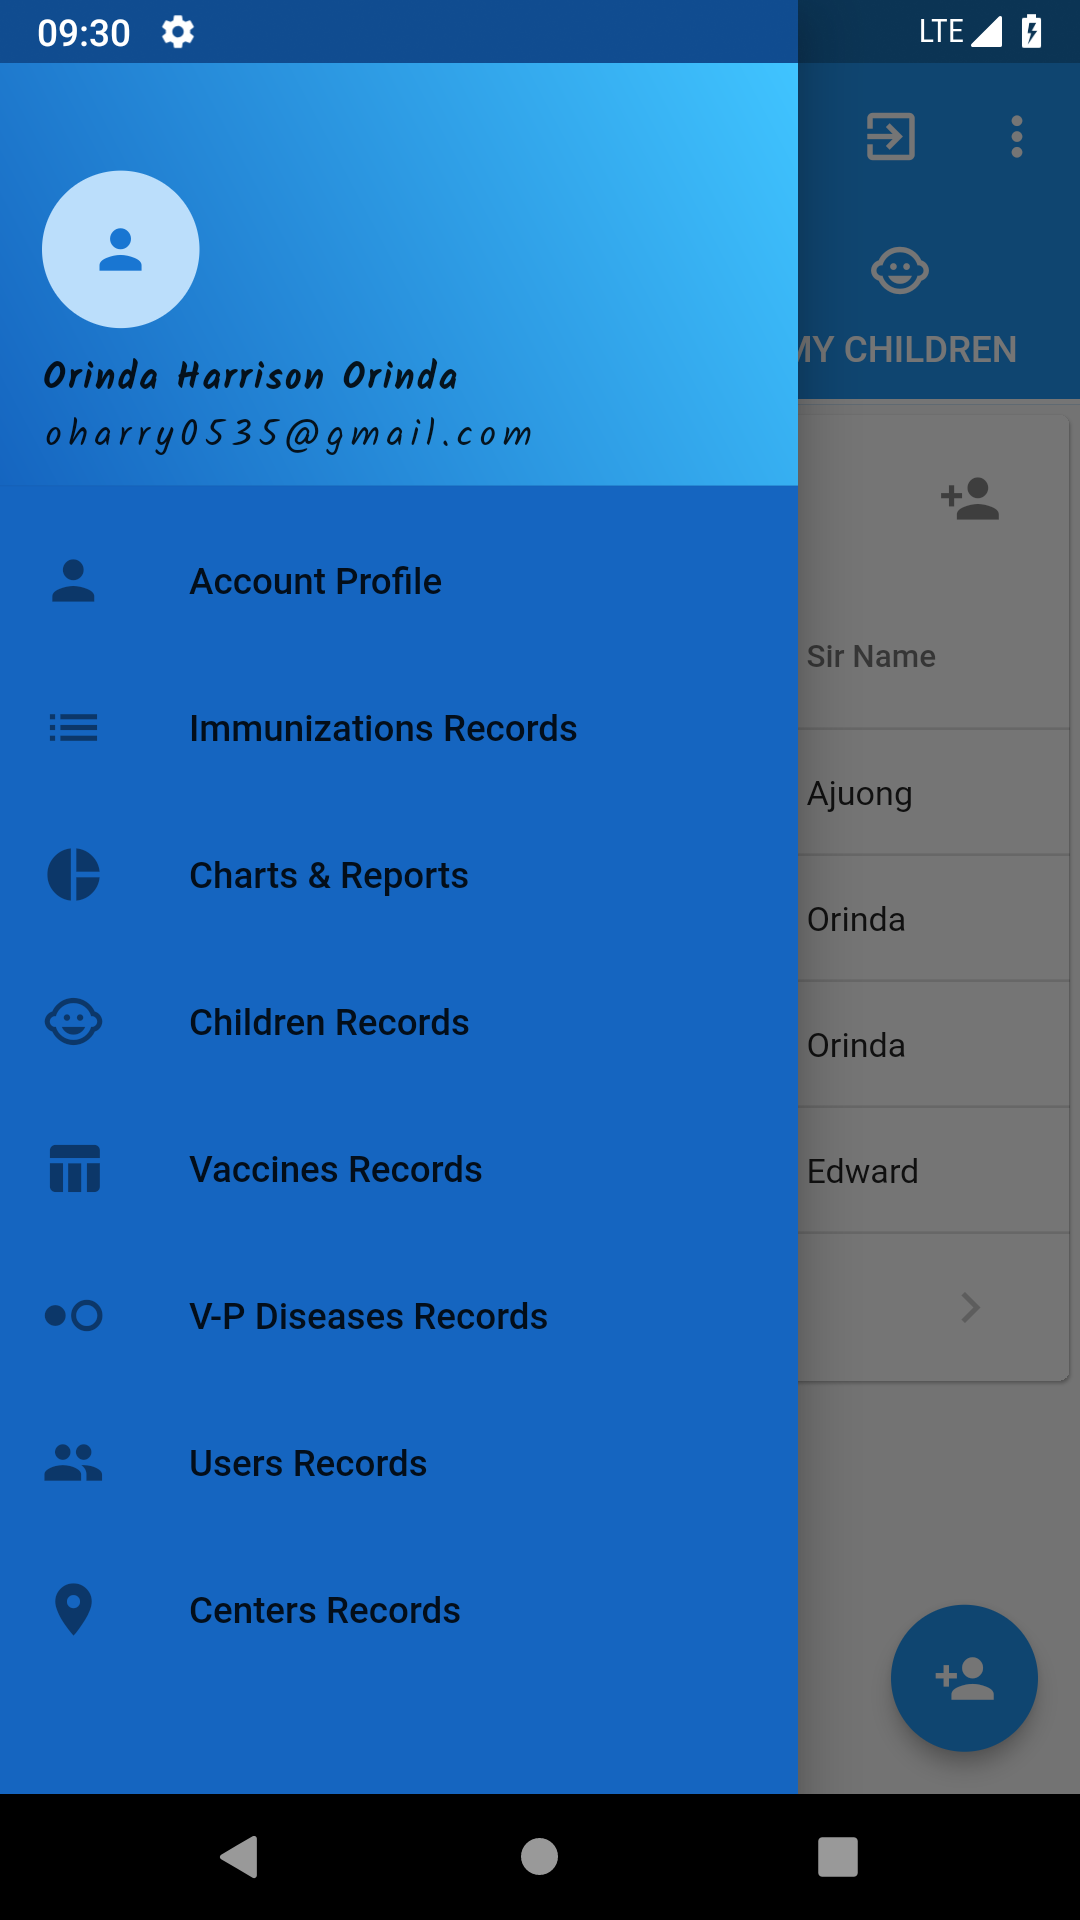 09:30
LTE
MY CHILDREN
Orinda Harrison Orinda
oharry0535@gmail.com
Account Profile
Immunizations Records
Charts & Reports
Children Records
Vaccines Records
V-P Diseases Records
Users Records
Centers Records
Sir Name
Ajuong
Orinda
Orinda
Edward